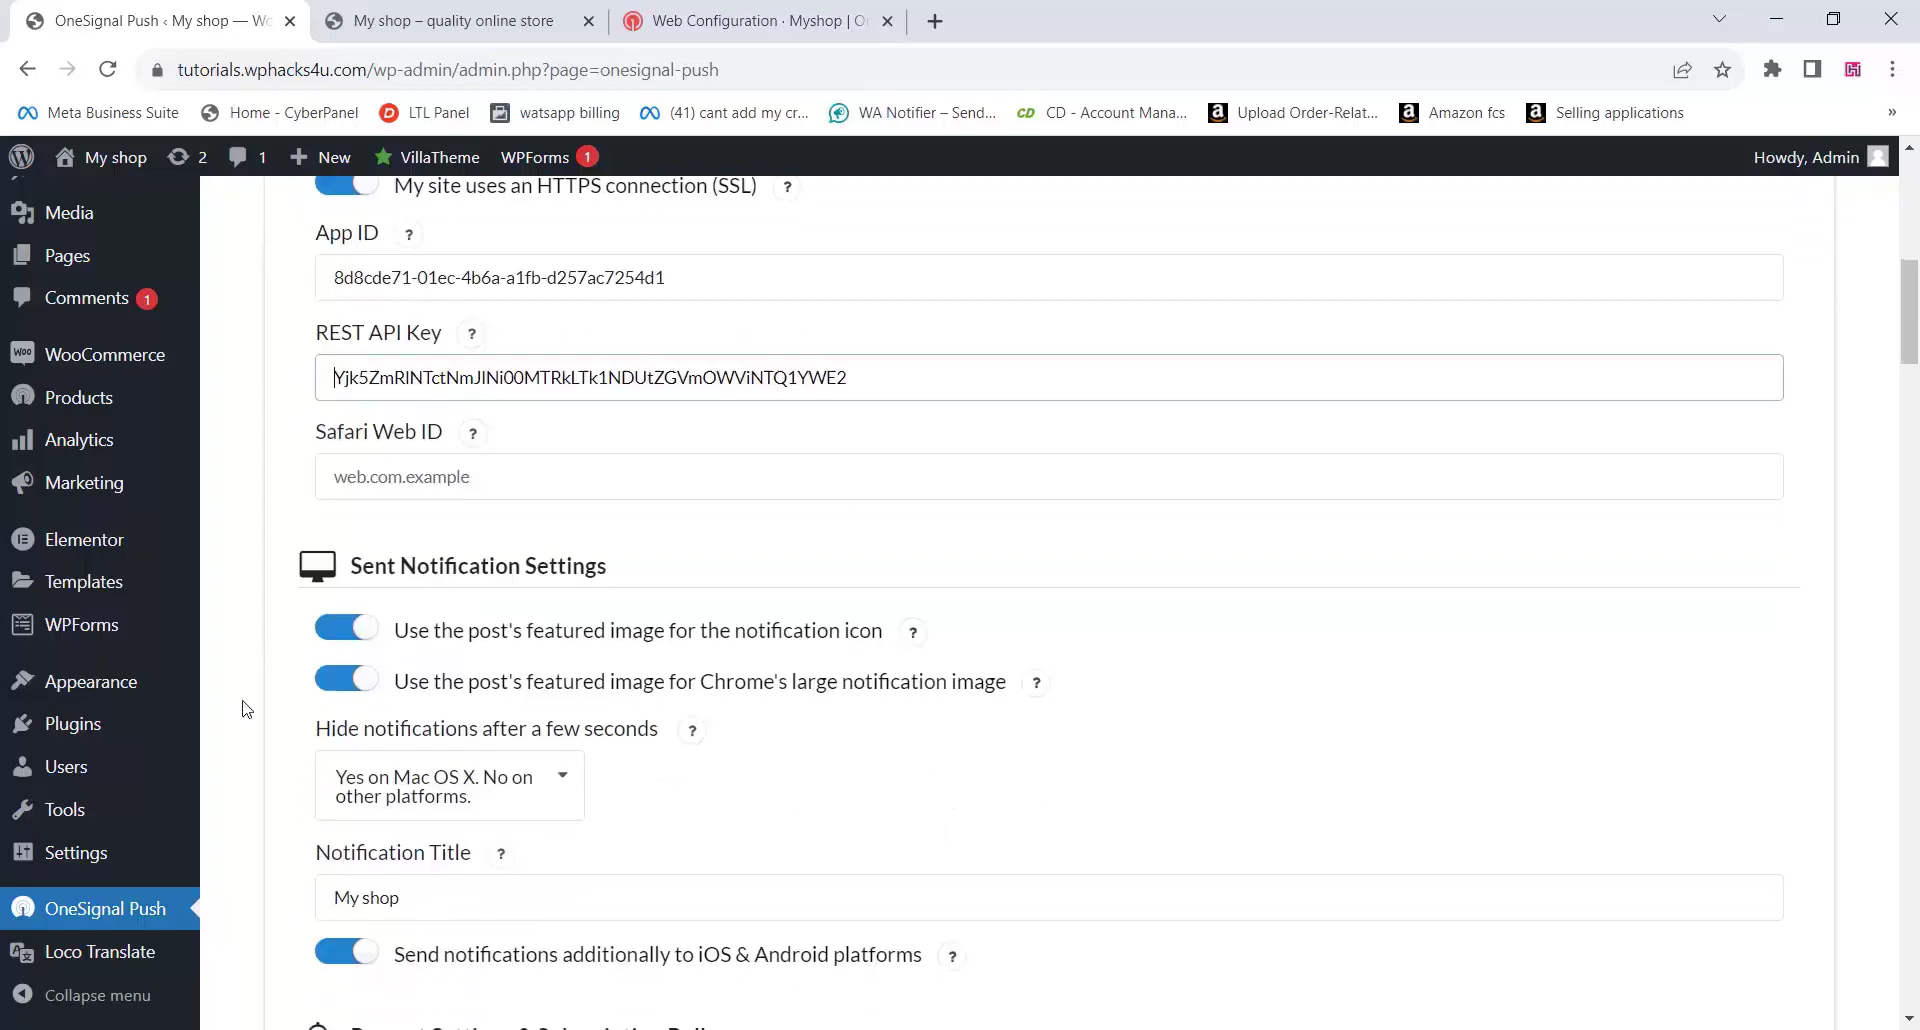 OneSignal Push ‹ My shop — Wo
My shop – quality online store
Web Configuration · Myshop | O
tutorials.wphacks4u.com/wp-admin/admin.php?page=onesignal-push
Meta Business Suite
Home - CyberPanel
LTL Panel
watsapp billing
(41) cant add my cr...
WA Notifier – Send...
CD - Account Mana...
Upload Order-Relat...
Amazon fcs
Selling applications
»
My shop
2
1
New
VillaTheme
WPForms 1
Howdy, Admin
Media
Pages
Comments 1
WooCommerce
Products
Analytics
Marketing
Elementor
Templates
WPForms
Appearance
Plugins
Users
Tools
Settings
OneSignal Push
Loco Translate
Collapse menu
My site uses an HTTPS connection (SSL) ?
App ID ?
8d8cde71-01ec-4b6a-a1fb-d257ac7254d1
REST API Key ?
Yjk5ZmRlNTctNmJlNi00MTRkLTk1NDUtZGVmOWViNTQ1YWE2
Safari Web ID ?
web.com.example
Sent Notification Settings
Use the post's featured image for the notification icon ?
Use the post's featured image for Chrome's large notification image ?
Hide notifications after a few seconds ?
Yes on Mac OS X. No on
other platforms.
Notification Title ?
My shop
Send notifications additionally to iOS & Android platforms ?